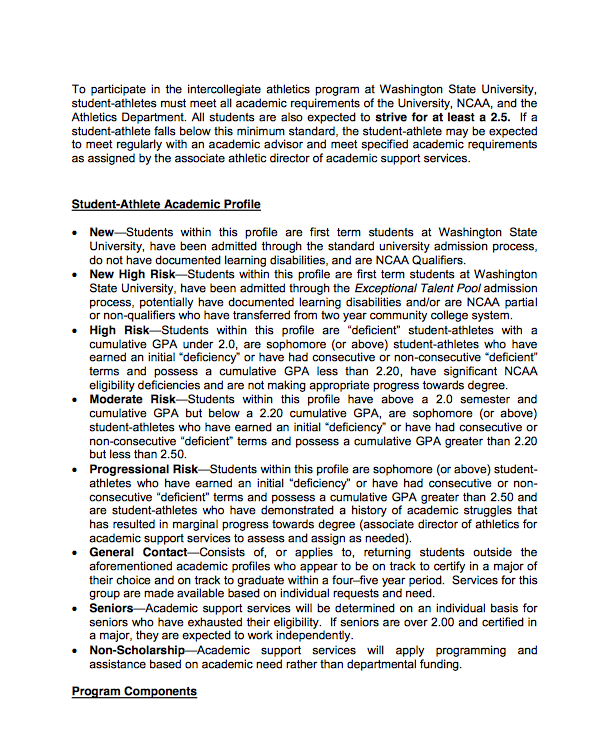 To participate in the intercollegiate athletics program at Washington State University,
student-athletes must meet all academic requirements of the University, NCAA, and the
Athletics Department. All students are also expected to strive for at least a 2.5. If a
student-athlete falls below this minimum standard, the student-athlete may be expected
to meet regularly with an academic advisor and meet specified academic requirements
as assigned by the associate athletic director of academic support services.
Student-Athlete Academic Profile
• New—Students within this profile are first term students at Washington State
University, have been admitted through the standard university admission process,
do not have documented learning disabilities, and are NCAA Qualifiers.
• New High Risk—Students within this profile are first term students at Washington
State University, have been admitted through the Exceptional Talent Pool admission
process, potentially have documented learning disabilities and/or are NCAA partial
or non-qualifiers who have transferred from two year community college system.
• High Risk—Students within this profile are “deficient” student-athletes with a
cumulative GPA under 2.0, are sophomore (or above) student-athletes who have
earned an initial “deficiency” or have had consecutive or non-consecutive “deficient”
terms and possess a cumulative GPA less than 2.20, have significant NCAA
eligibility deficiencies and are not making appropriate progress towards degree.
• Moderate Risk—Students within this profile have above a 2.0 semester and
cumulative GPA but below a 2.20 cumulative GPA, are sophomore (or above)
student-athletes who have earned an initial “deficiency” or have had consecutive or
non-consecutive “deficient” terms and possess a cumulative GPA greater than 2.20
but less than 2.50.
• Progressional Risk—Students within this profile are sophomore (or above) student-
athletes who have earned an initial “deficiency” or have had consecutive or non-
consecutive “deficient” terms and possess a cumulative GPA greater than 2.50 and
are student-athletes who have demonstrated a history of academic struggles that
has resulted in marginal progress towards degree (associate director of athletics for
academic support services to assess and assign as needed).
• General Contact—Consists of, or applies to, returning students outside the
aforementioned academic profiles who appear to be on track to certify in a major of
their choice and on track to graduate within a four–five year period. Services for this
group are made available based on individual requests and need.
• Seniors—Academic support services will be determined on an individual basis for
seniors who have exhausted their eligibility. If seniors are over 2.00 and certified in
a major, they are expected to work independently.
• Non-Scholarship—Academic support services will apply programming and
assistance based on academic need rather than departmental funding.
Program Components